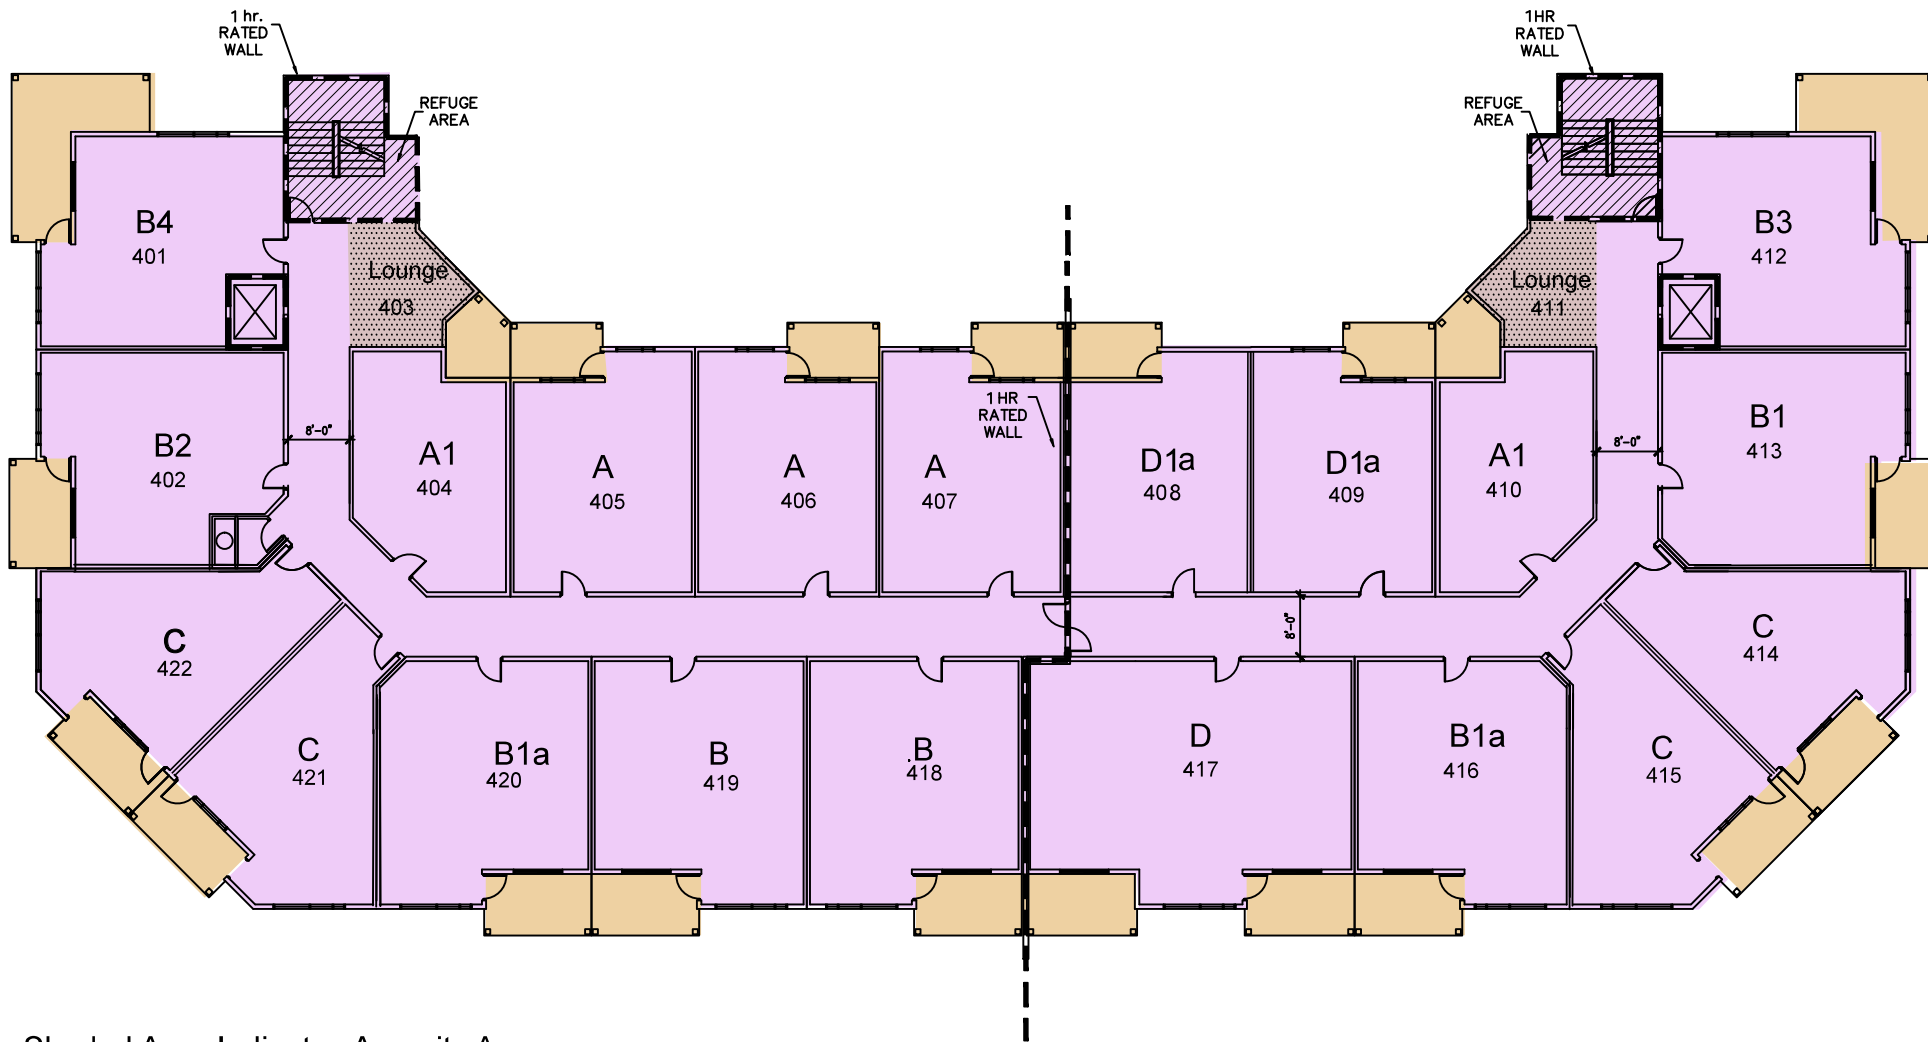 1 hr.
RATED
WALL
1HR
RATED
WALL
REFUGE
AREA
REFUGE
AREA
B4
401
Lounge
403
Lounge
411
B3
412
B2
402
8'-0"
A1
404
A
405
A
406
A
407
1 HR
RATED
WALL
D1a
408
D1a
409
A1
410
8'-0"
B1
413
8'-0"
C
422
C
414
C
421
B1a
420
B
419
.B
418
D
417
B1a
416
C
415